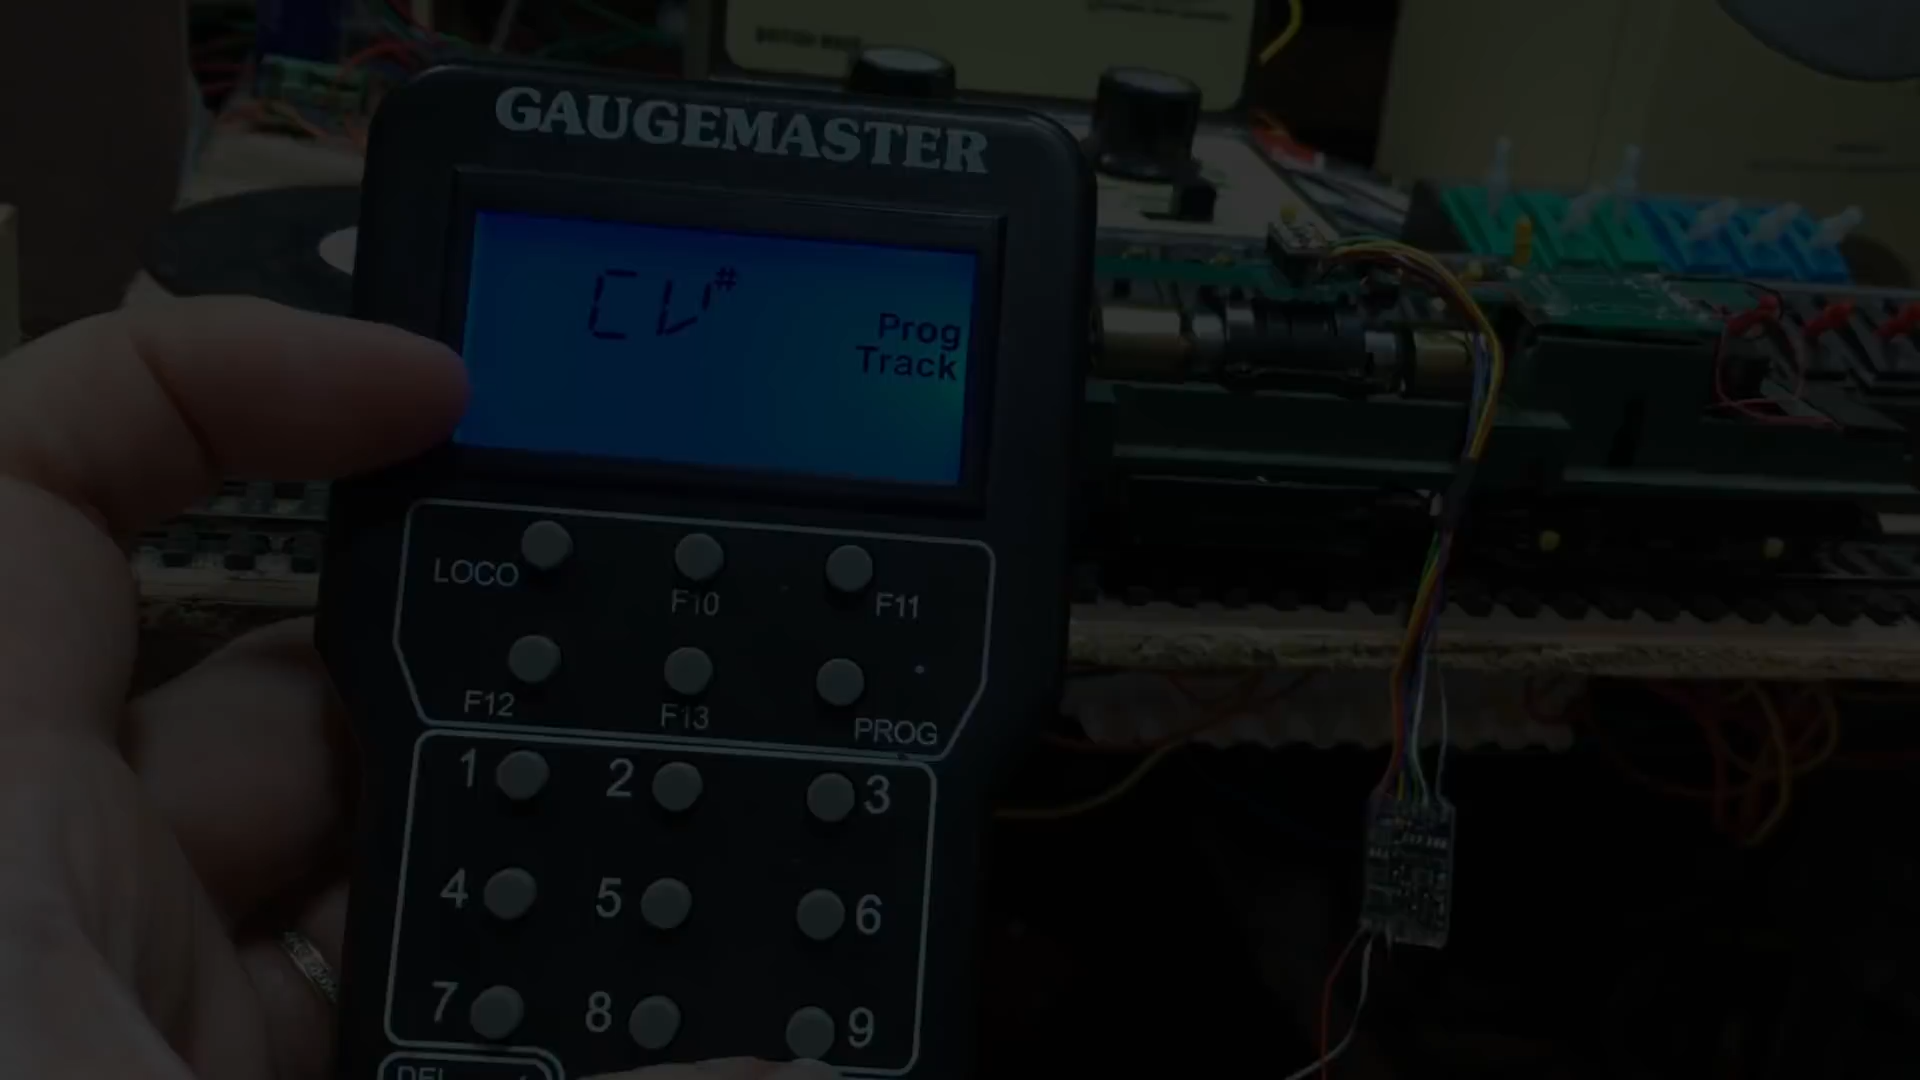 GAUGEMASTER
CV#
Prog
Track
LOCO
F10
F11
F12
F13
PROG
1
2
3
4
5
6
7
8
9
DEL